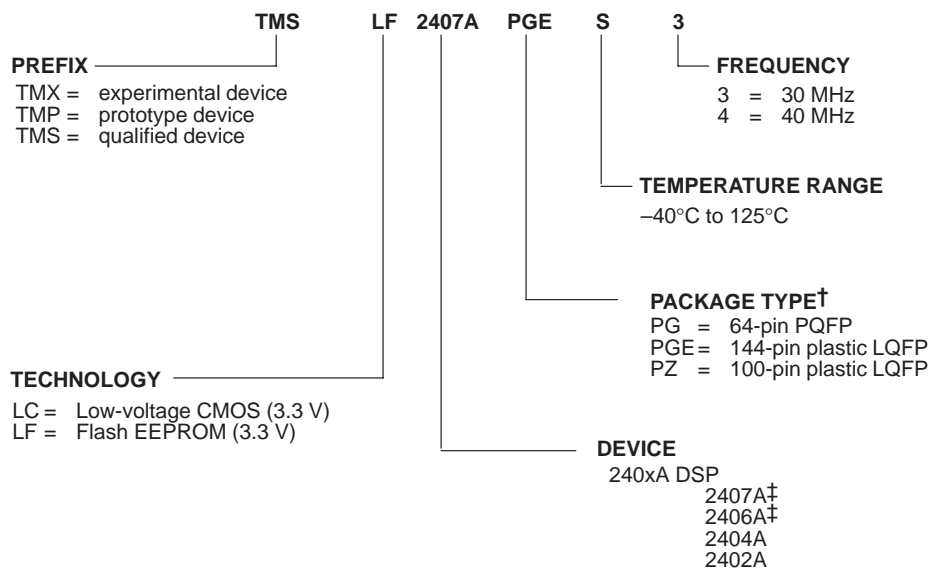 TMS LF 2407A PGE S 3
PREFIX
TMX = experimental device
TMP = prototype device
TMS = qualified device
FREQUENCY
3 = 30 MHz
4 = 40 MHz
TEMPERATURE RANGE
–40°C to 125°C
PACKAGE TYPE†
PG = 64-pin PQFP
PGE = 144-pin plastic LQFP
PZ = 100-pin plastic LQFP
TECHNOLOGY
LC = Low-voltage CMOS (3.3 V)
LF = Flash EEPROM (3.3 V)
DEVICE
240xA DSP
2407A‡
2406A‡
2404A
2402A